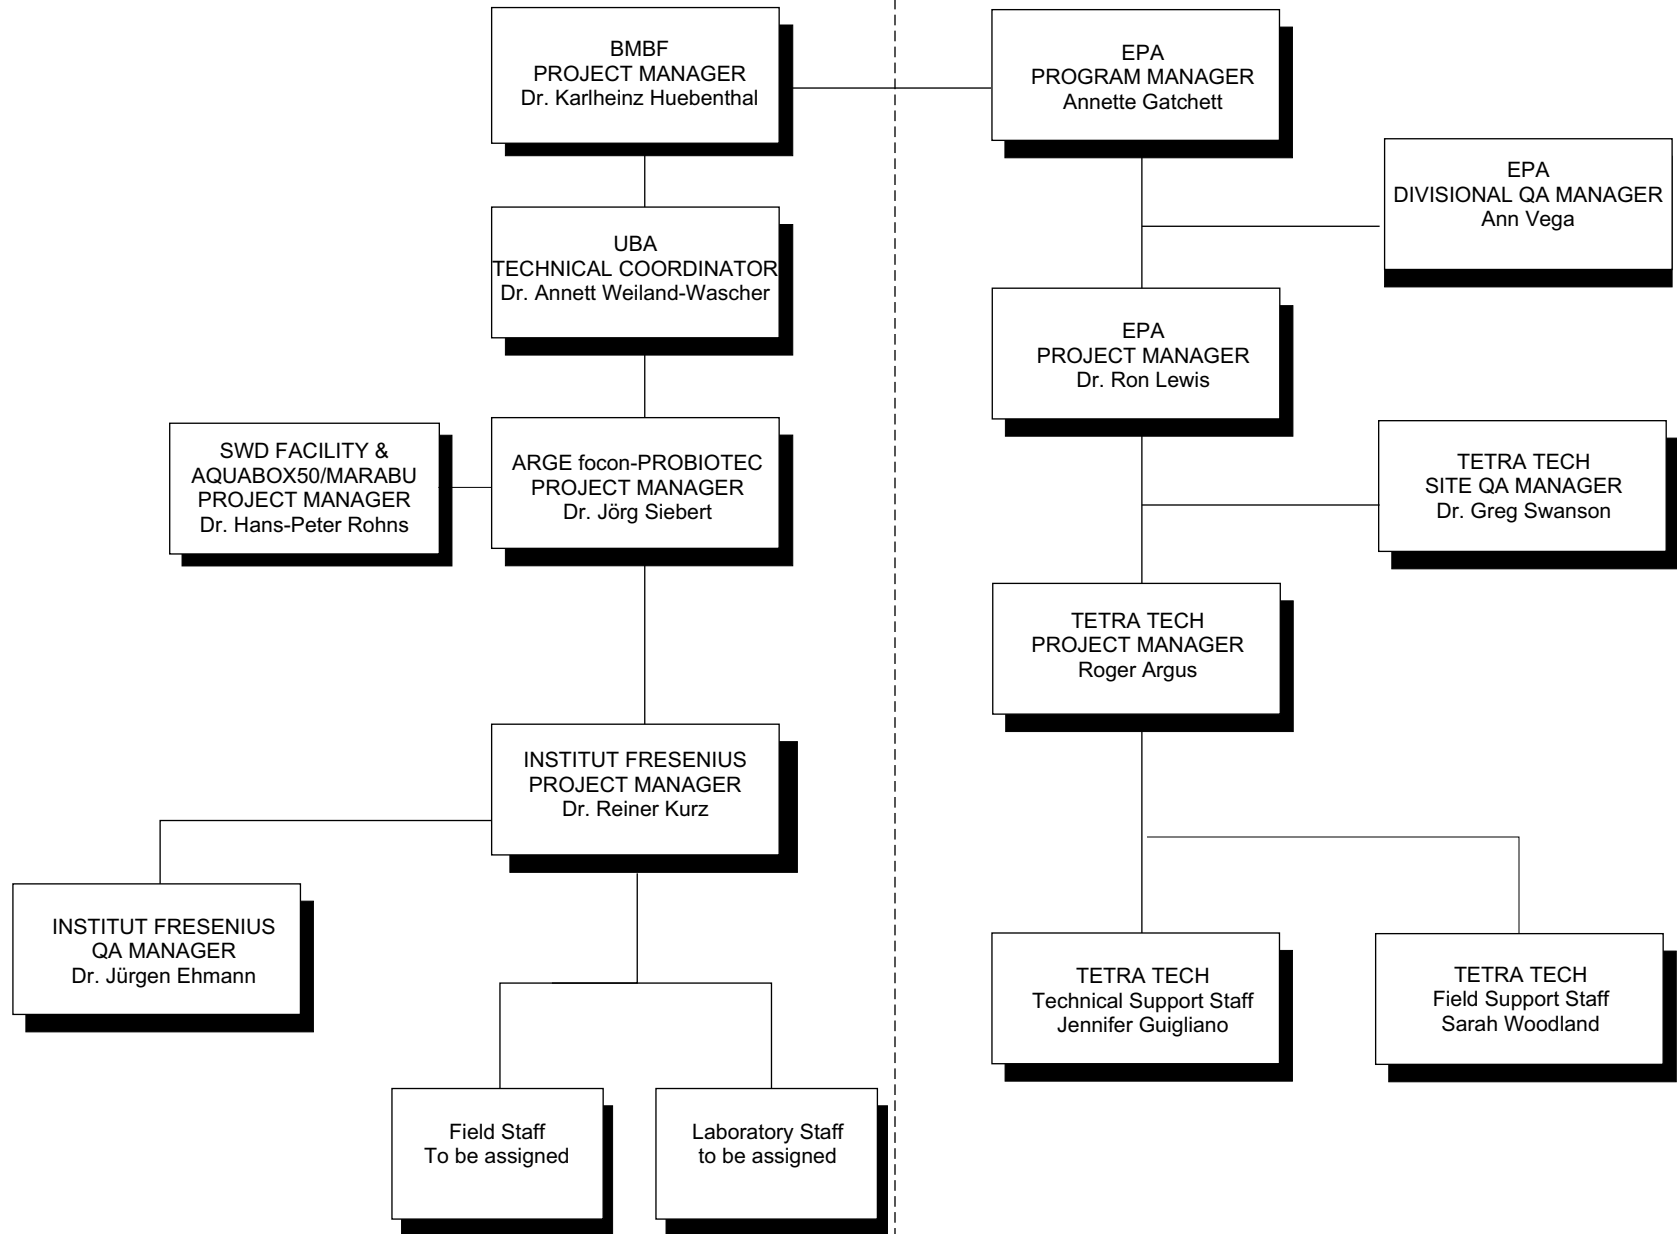 BMBF
PROJECT MANAGER
Dr. Karlheinz Huebenthal
EPA
PROGRAM MANAGER
Annette Gatchett
EPA
DIVISIONAL QA MANAGER
Ann Vega
UBA
TECHNICAL COORDINATOR
Dr. Annett Weiland-Wascher
EPA
PROJECT MANAGER
Dr. Ron Lewis
SWD FACILITY &
AQUABOX50/MARABU
PROJECT MANAGER
Dr. Hans-Peter Rohns
ARGE focon-PROBIOTEC
PROJECT MANAGER
Dr. Jörg Siebert
TETRA TECH
SITE QA MANAGER
Dr. Greg Swanson
TETRA TECH
PROJECT MANAGER
Roger Argus
INSTITUT FRESENIUS
PROJECT MANAGER
Dr. Reiner Kurz
INSTITUT FRESENIUS
QA MANAGER
Dr. Jürgen Ehmann
TETRA TECH
Technical Support Staff
Jennifer Guigliano
TETRA TECH
Field Support Staff
Sarah Woodland
Field Staff
To be assigned
Laboratory Staff
to be assigned